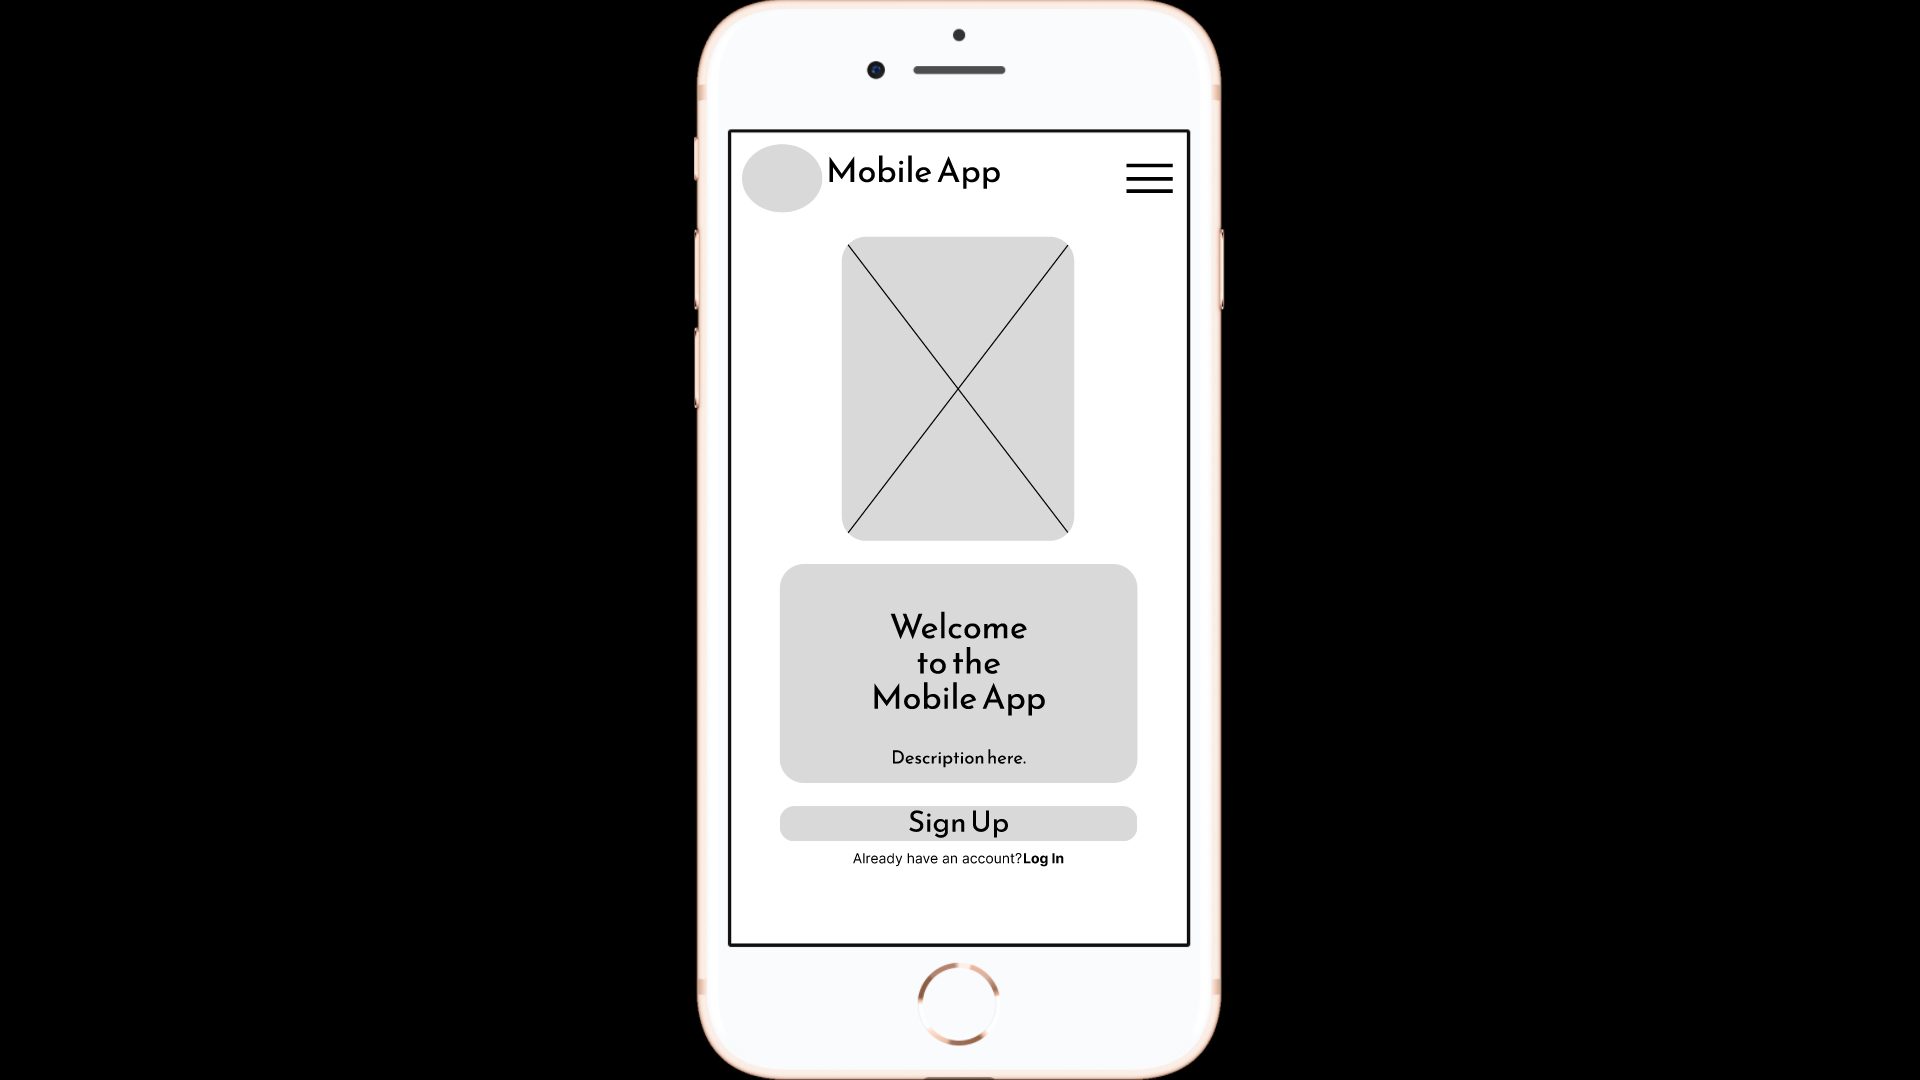 Mobile App
Welcome
to the
Mobile App
Description here.
Sign Up
Already have an account?Log In